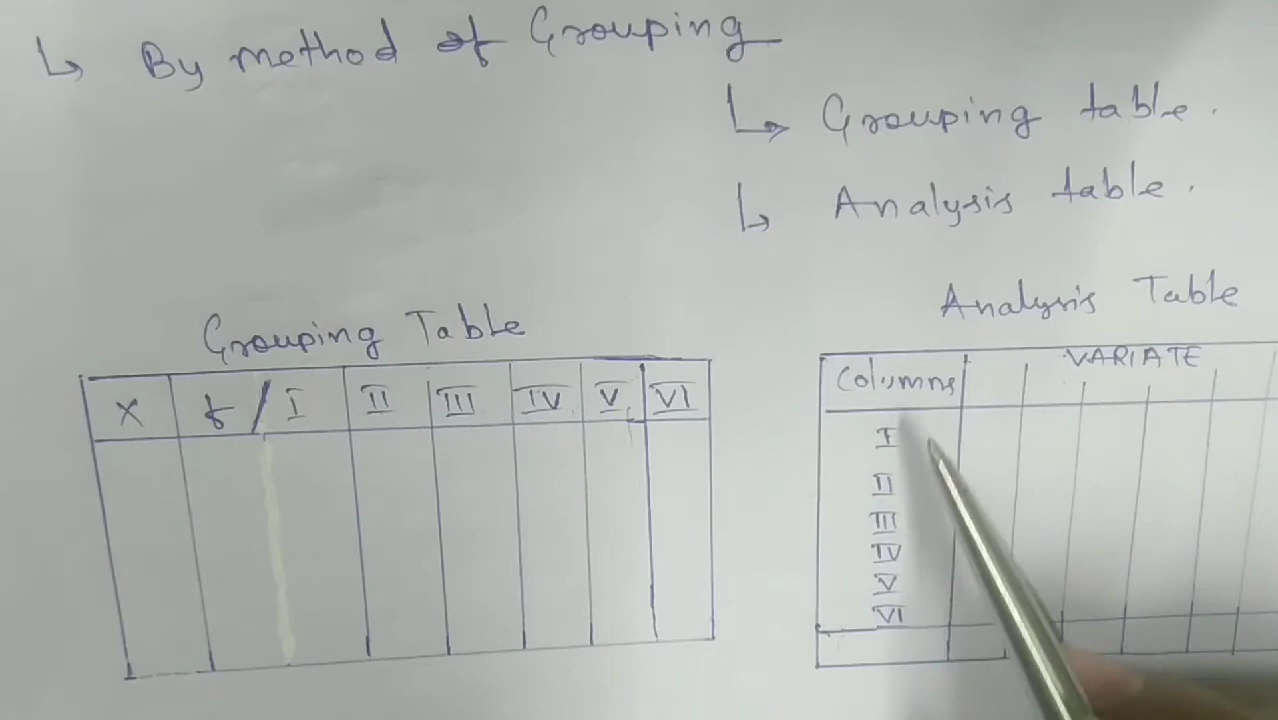 ↳ By method of Grouping
↳ Grouping table.
↳ Analysis table.
Grouping Table
X f / I II III IV V VI
Analysis Table
Columns VARIATE
I
II
III
IV
V
VI